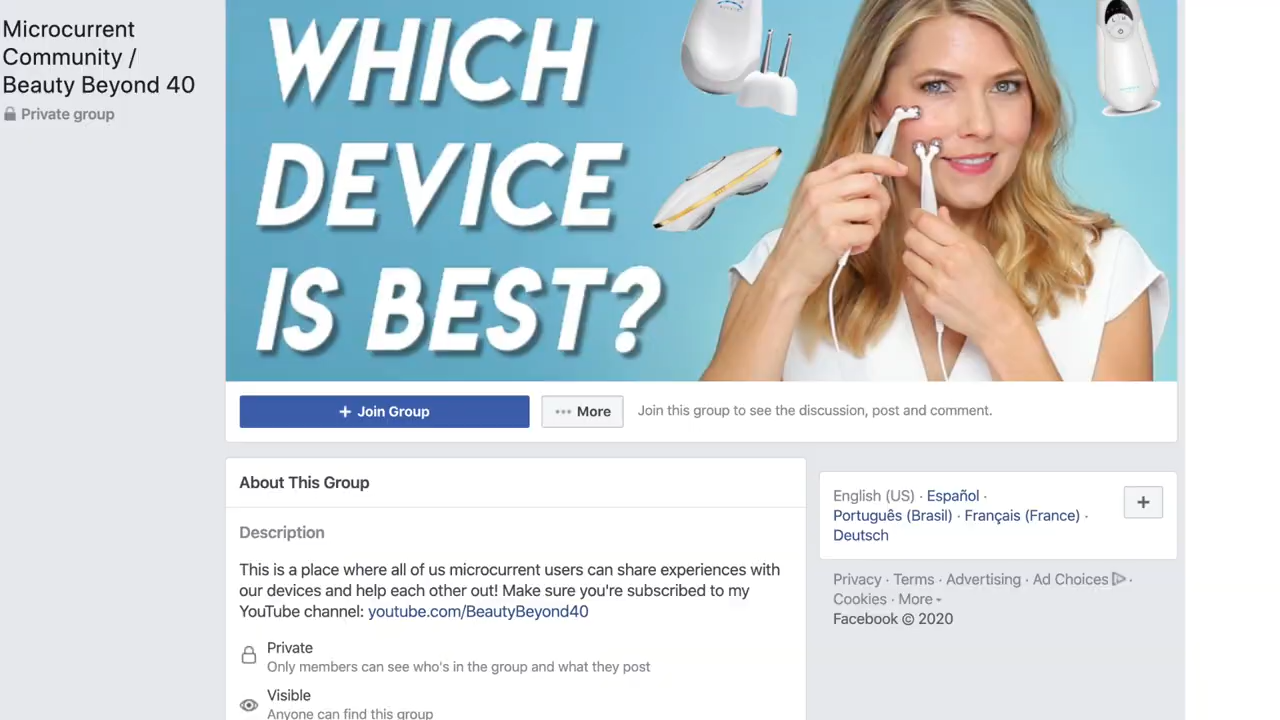 Microcurrent
Community /
Beauty Beyond 40
Private group
WHICH
DEVICE
IS BEST?
+ Join Group
··· More
Join this group to see the discussion, post and comment.
About This Group
Description
This is a place where all of us microcurrent users can share experiences with
our devices and help each other out! Make sure you're subscribed to my
YouTube channel: youtube.com/BeautyBeyond40
Private
Only members can see who's in the group and what they post
Visible
Anyone can find this group
English (US) · Español ·
Português (Brasil) · Français (France) ·
Deutsch
+
Privacy · Terms · Advertising · Ad Choices ·
Cookies · More
Facebook © 2020